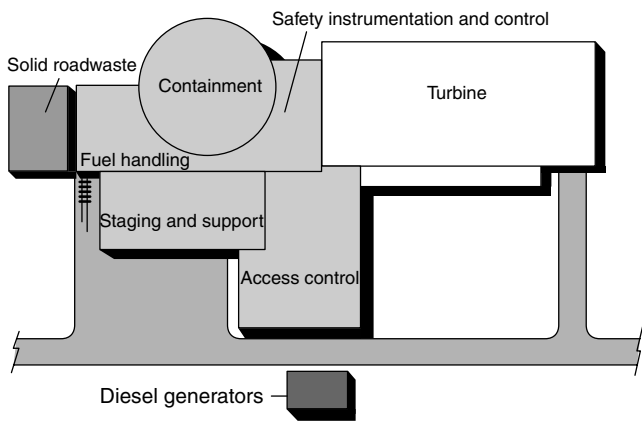 Safety instrumentation and control
Solid roadwaste
Containment
Turbine
Fuel handling
Staging and support
Access control
Diesel generators